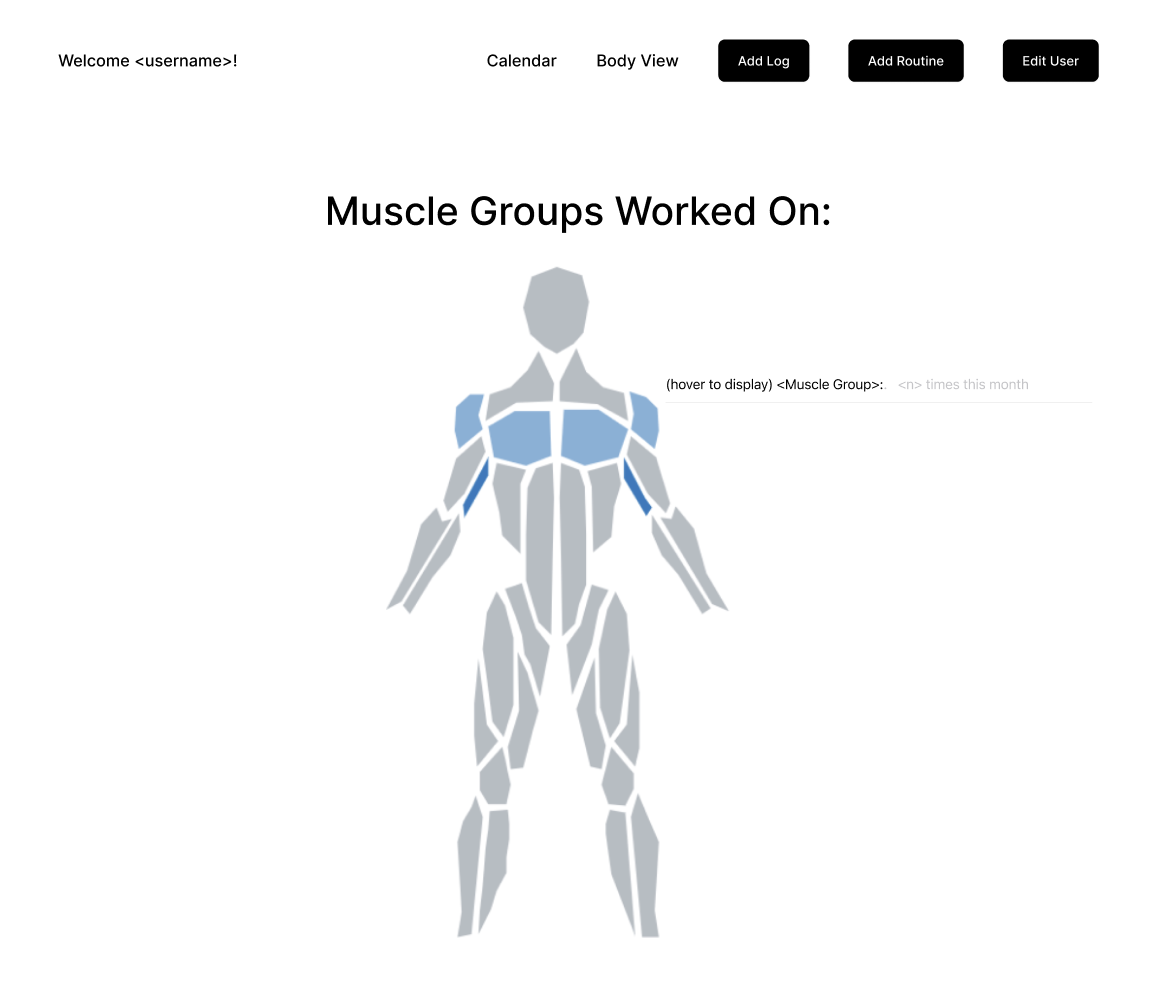 Welcome <username>!
Calendar
Body View
Add Log
Add Routine
Edit User
Muscle Groups Worked On:
(hover to display) <Muscle Group>:. <n> times this month